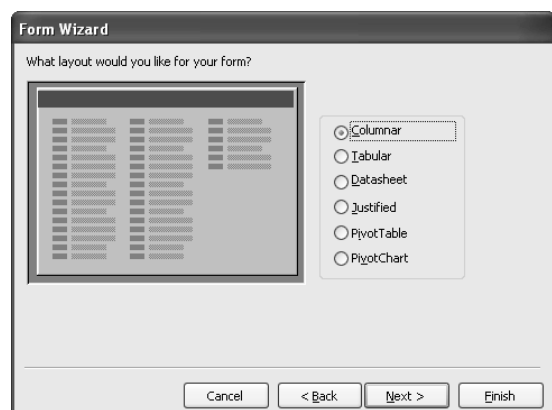 Form Wizard
What layout would you like for your form?
Columnar
Tabular
Datasheet
Justified
PivotTable
PivotChart
Cancel
< Back
Next >
Finish